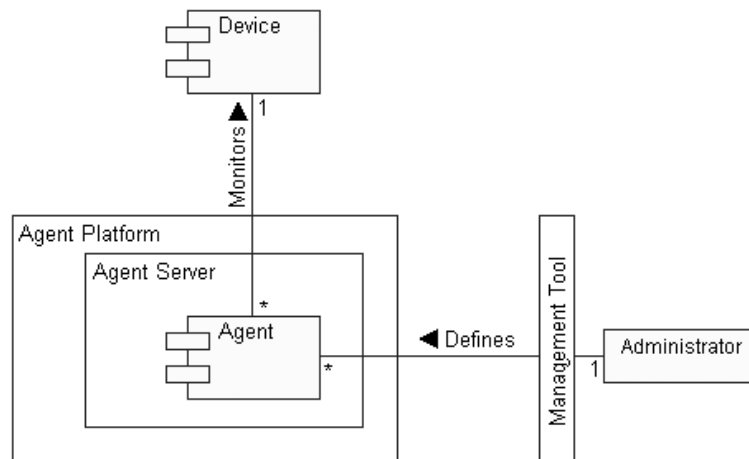 Device
1
Monitors
Agent Platform
Agent Server
*
Agent
*
Defines
Management Tool
1
Administrator